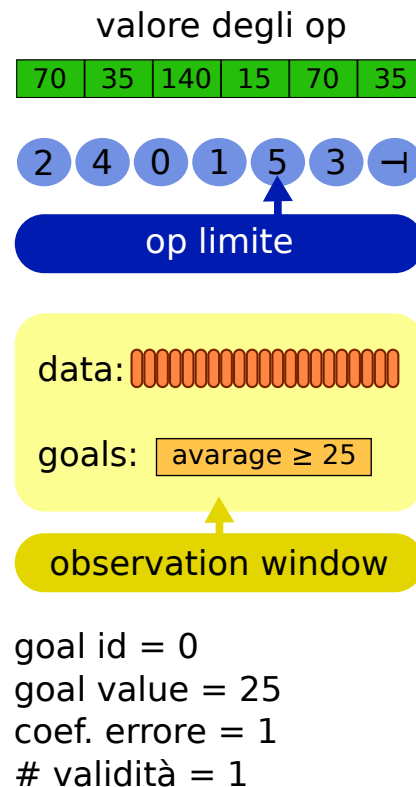 valore degli op
70 35 140 15 70 35
2 4 0 1 5 3 ⊣
op limite
data:
goals: avarage ≥ 25
observation window
goal id = 0
goal value = 25
coef. errore = 1
# validità = 1